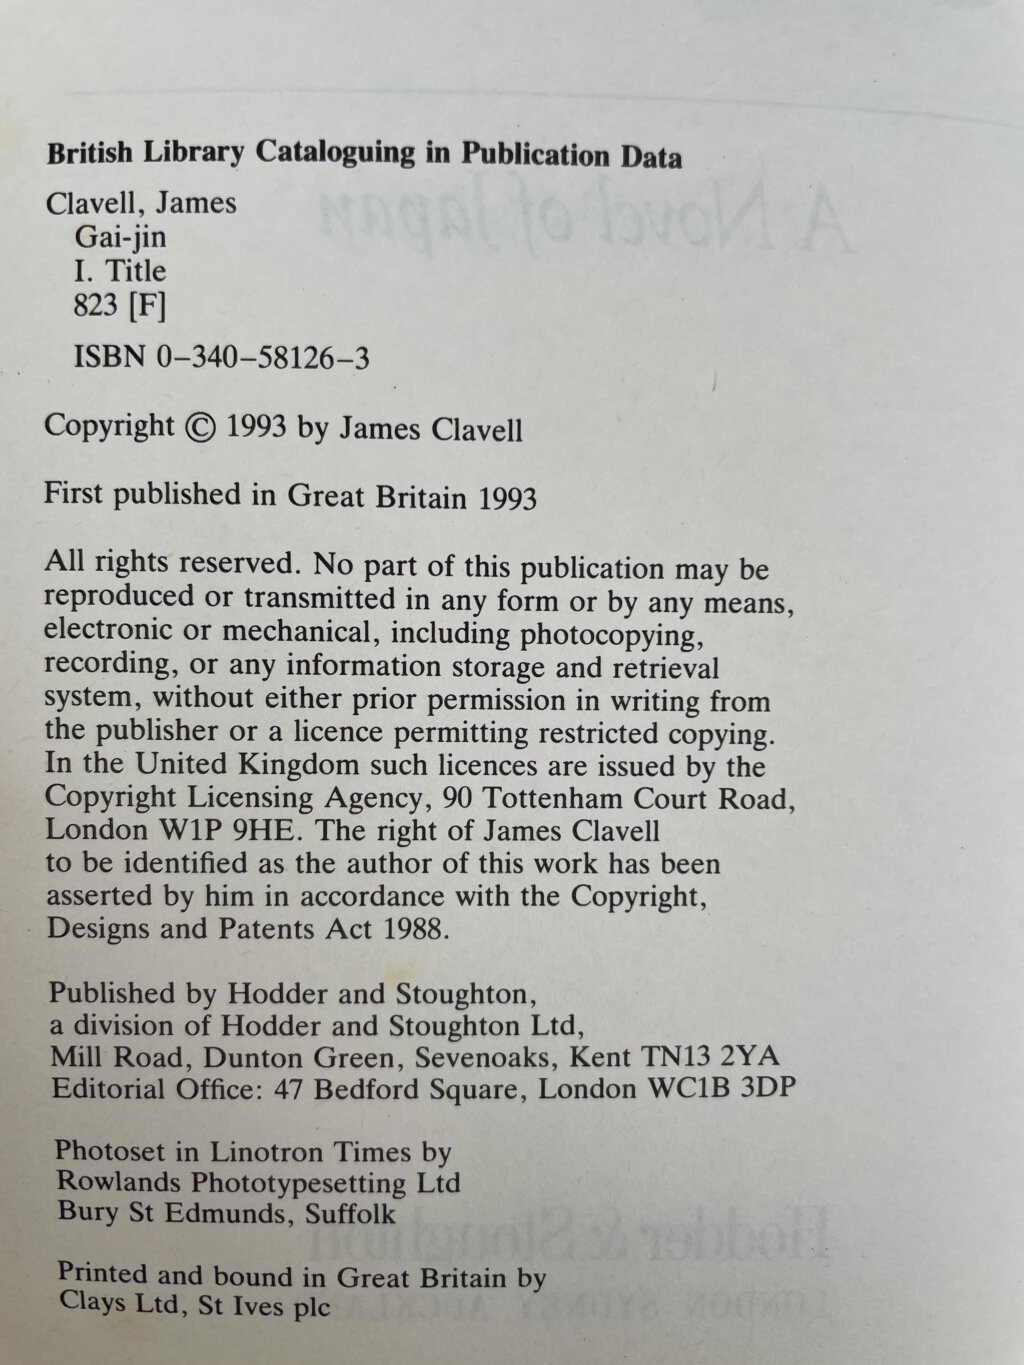 British Library Cataloguing in Publication Data
Clavell, James
Gai-jin
I. Title
823 [F]
ISBN 0–340–58126–3
Copyright © 1993 by James Clavell
First published in Great Britain 1993
All rights reserved. No part of this publication may be
reproduced or transmitted in any form or by any means,
electronic or mechanical, including photocopying,
recording, or any information storage and retrieval
system, without either prior permission in writing from
the publisher or a licence permitting restricted copying.
In the United Kingdom such licences are issued by the
Copyright Licensing Agency, 90 Tottenham Court Road,
London W1P 9HE. The right of James Clavell
to be identified as the author of this work has been
asserted by him in accordance with the Copyright,
Designs and Patents Act 1988.
Published by Hodder and Stoughton,
a division of Hodder and Stoughton Ltd,
Mill Road, Dunton Green, Sevenoaks, Kent TN13 2YA
Editorial Office: 47 Bedford Square, London WC1B 3DP
Photoset in Linotron Times by
Rowlands Phototypesetting Ltd
Bury St Edmunds, Suffolk
Printed and bound in Great Britain by
Clays Ltd, St Ives plc
A Novel of Japan
Hodder & Stoughton
LONDON SYDNEY AUCKLAND